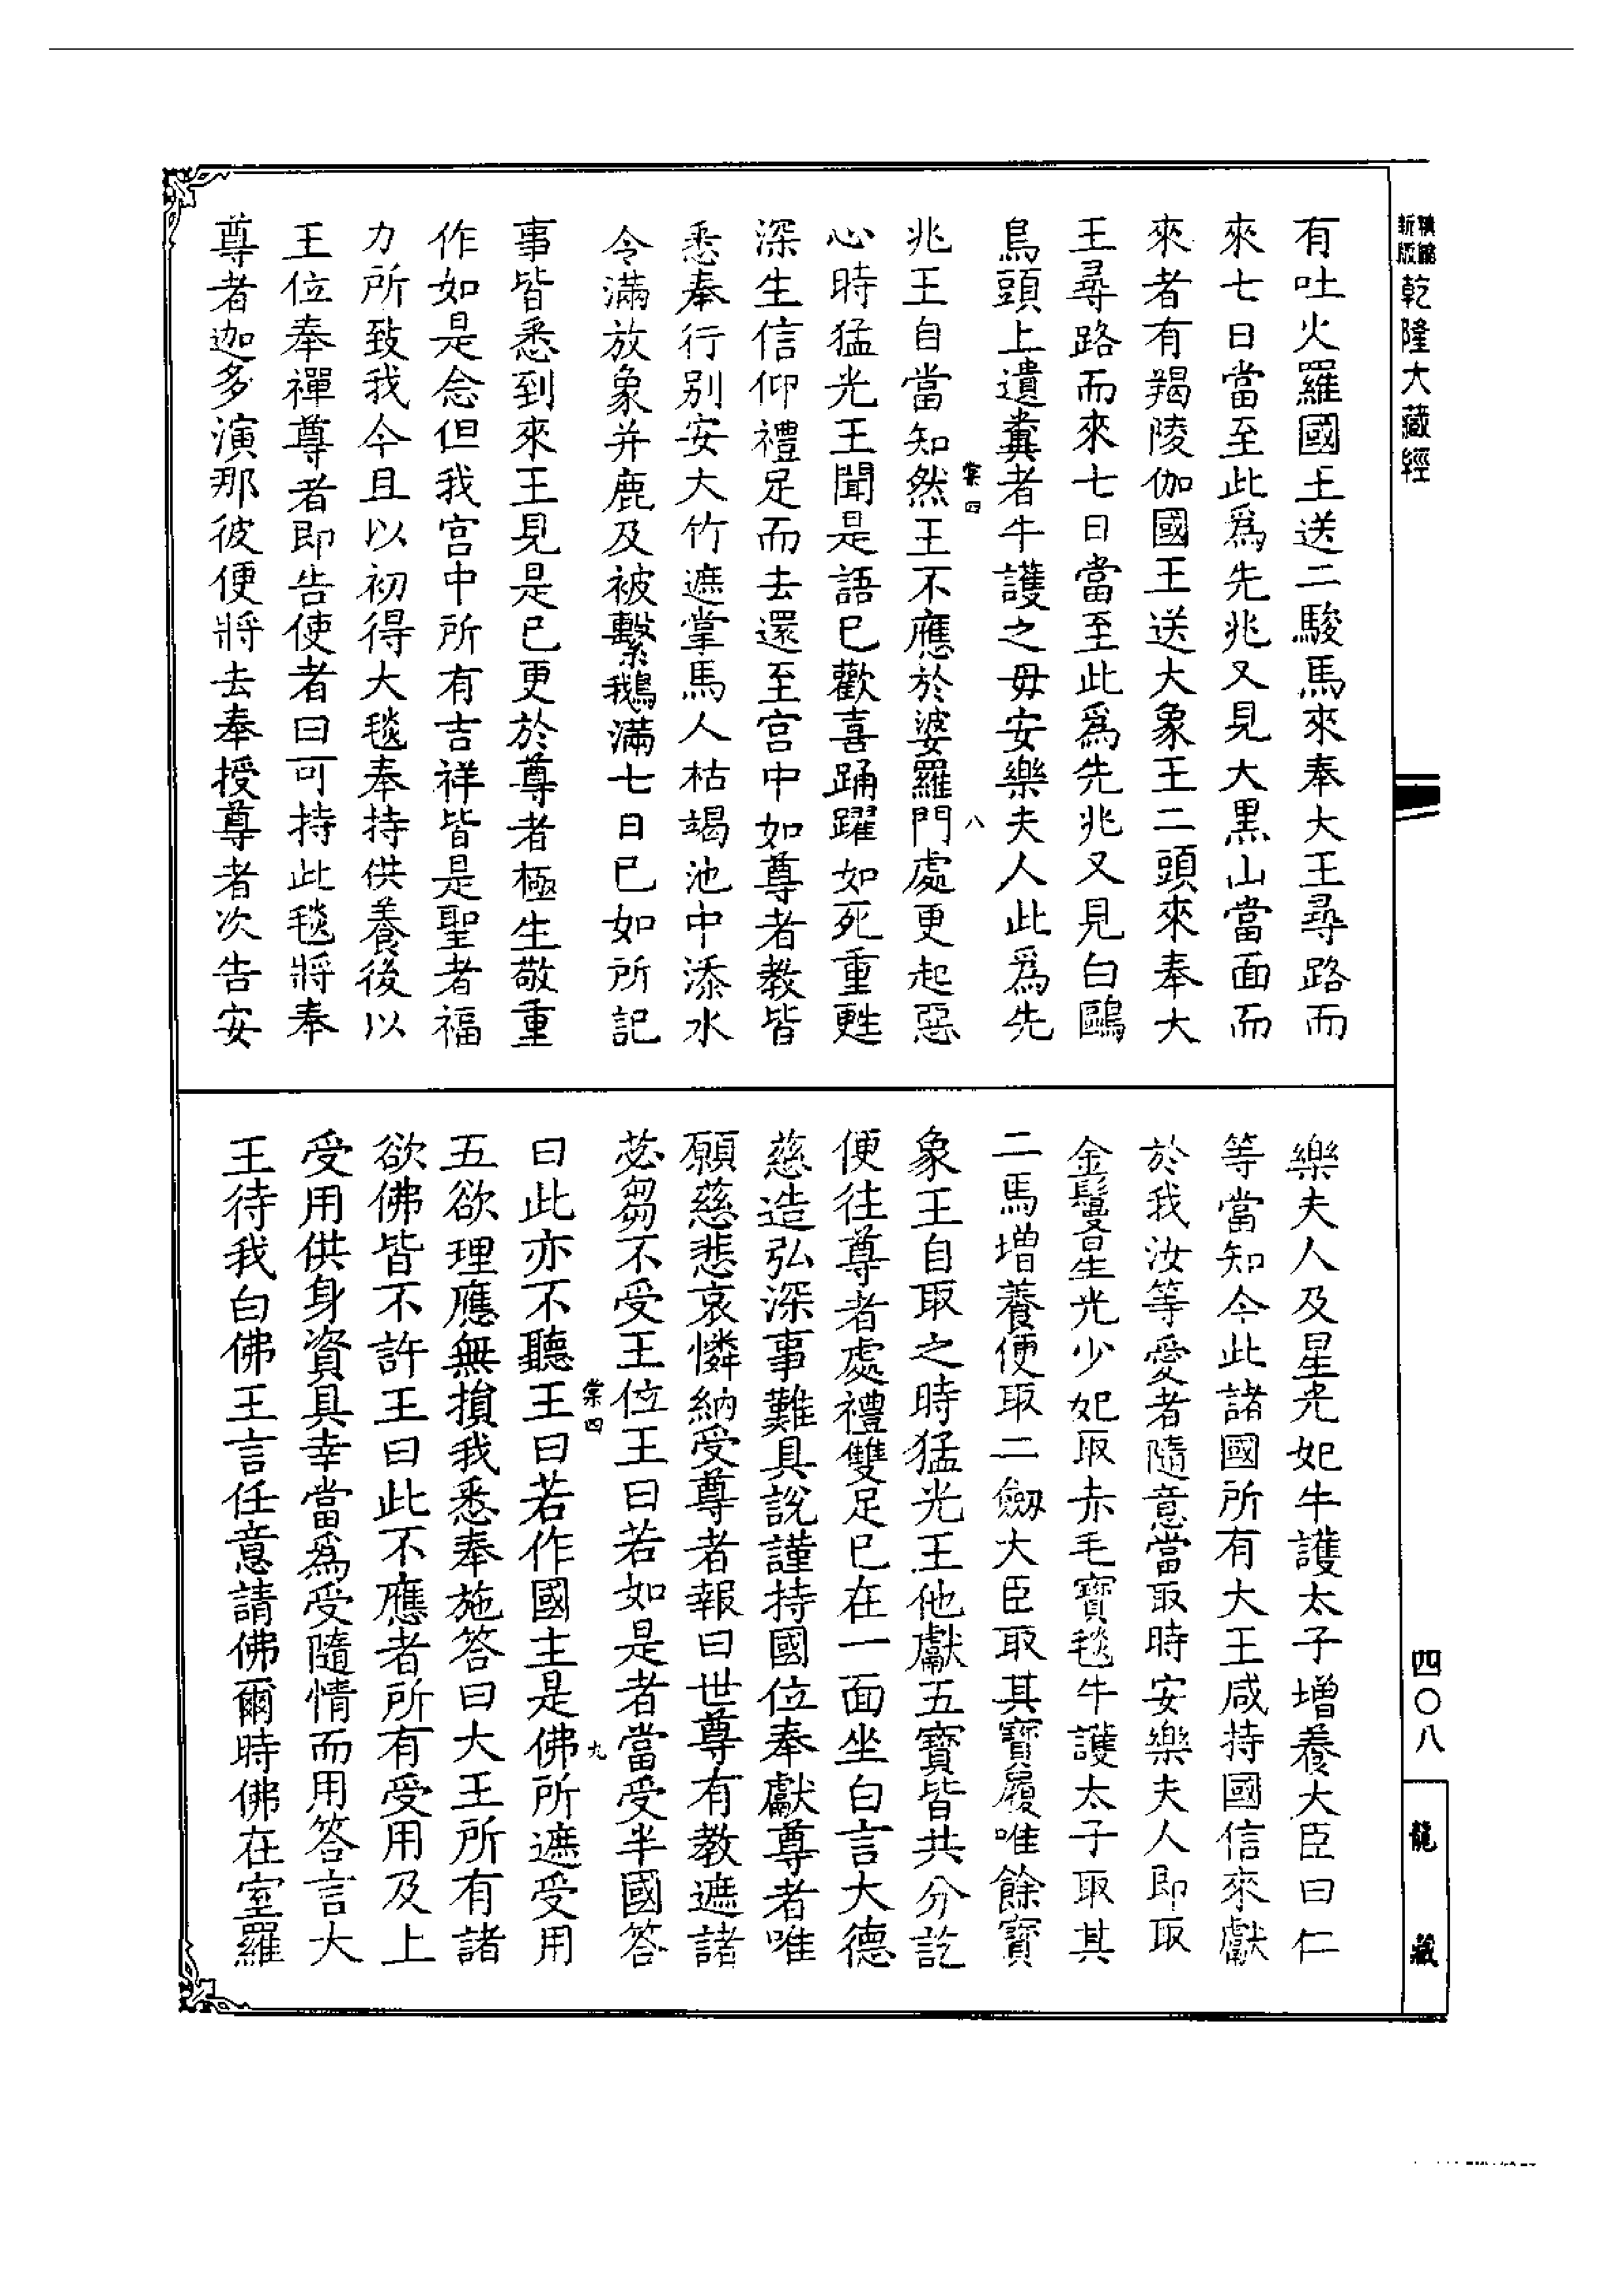 新版
精縮
乾隆大藏經
有吐火羅國王送二駿馬來奉大王尋路而
來七日當至此爲先兆又見大黒山當面而
來者有羯陵伽國王送大象王二頭來奉大
王尋路而來七日當至此爲先兆又見白鷗
鳥頭上遺糞者牛護之母安樂夫人此爲先
棠四
八
兆王自當知然王不應於婆羅門處更起惡
心時猛光王聞是語已歡喜踊躍如死重甦
深生信仰禮足而去還至宮中如尊者教皆
悉奉行別安大竹遮掌馬人枯竭池中添水
令滿放象并鹿及被繫鵝滿七日已如所記
事皆悉到來王見是已更於尊者極生敬重
作如是念但我宮中所有吉祥皆是聖者福
力所致我今且以初得大毯奉持供養後以
王位奉禪尊者即告使者曰可持此毯將奉
尊者迦多演那彼便將去奉授尊者次告安
樂夫人及星光妃牛護太子增養大臣曰仁
等當知今此諸國所有大王咸持國信來獻
於我汝等愛者隨意當取時安樂夫人即取
金鬘星光少妃取赤毛寶毯牛護太子取其
二馬增養便取二劔大臣取其寶履唯餘寶
象王自取之時猛光王他獻五寶皆共分訖
便往尊者處禮雙足已在一面坐白言大德
慈造弘深事難具說謹持國位奉獻尊者唯
願慈悲哀憐納受尊者報曰世尊有教遮諸
苾芻不受王位王曰若如是者當受半國答
棠四
九
曰此亦不聽王曰若作國主是佛所遮受用
五欲理應無損我悉奉施答曰大王所有諸
欲佛皆不許王曰此不應者所有受用及上
受用供身資具幸當爲受隨情而用答言大
王待我白佛王言任意請佛爾時佛在室羅
四〇八
龍藏